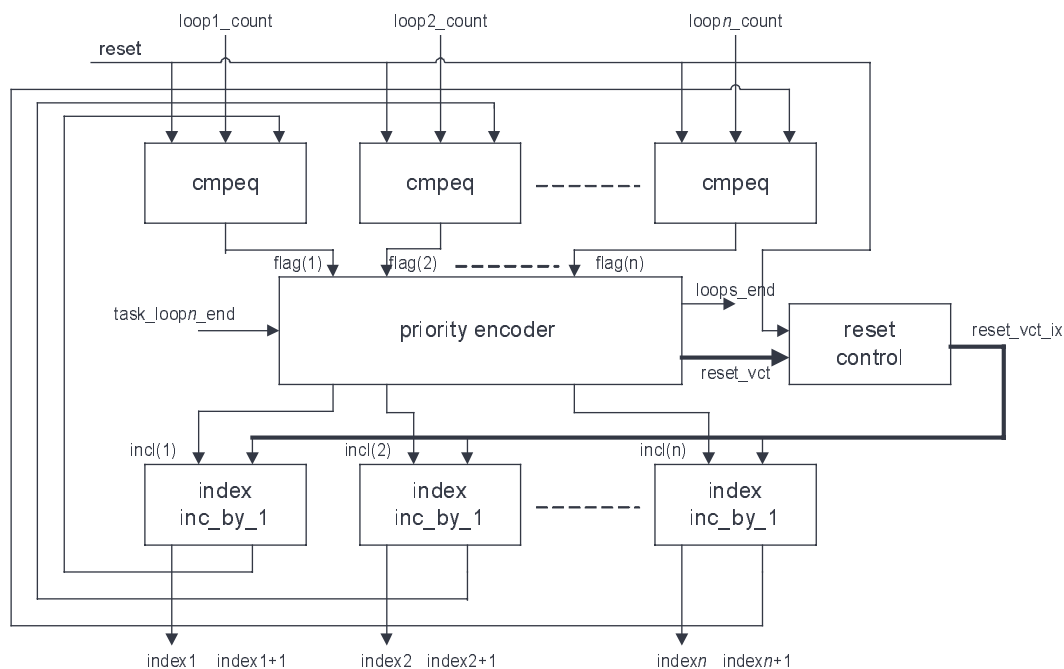 loop1_count loop2_count loopn_count
reset
cmpeq cmpeq cmpeq
flag(1) flag(2) flag(n)
task_loopn_end
priority encoder
loops_end
reset_vct
reset
control
reset_vct_ix
incl(1) incl(2) incl(n)
index index index
inc_by_1 inc_by_1 inc_by_1
index1 index1+1 index2 index2+1 indexn indexn+1